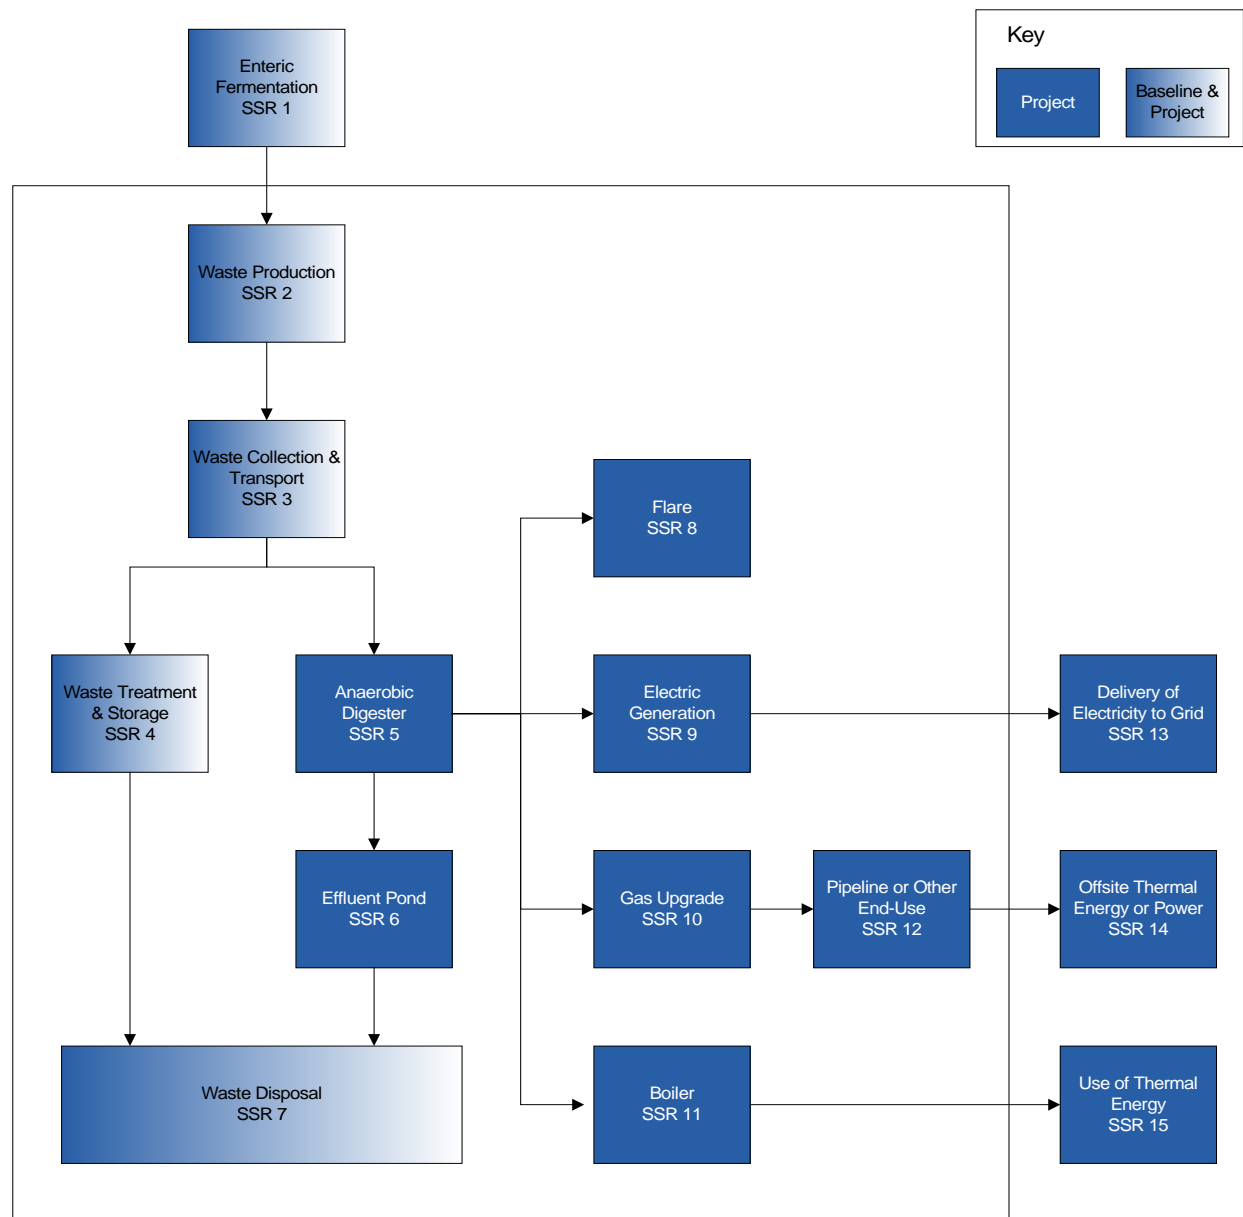 Key
Project
Baseline &
Project
Enteric
Fermentation
SSR 1
Waste Production
SSR 2
Waste Collection &
Transport
SSR 3
Flare
SSR 8
Waste Treatment
& Storage
SSR 4
Anaerobic
Digester
SSR 5
Electric
Generation
SSR 9
Delivery of
Electricity to Grid
SSR 13
Effluent Pond
SSR 6
Gas Upgrade
SSR 10
Pipeline or Other
End-Use
SSR 12
Offsite Thermal
Energy or Power
SSR 14
Waste Disposal
SSR 7
Boiler
SSR 11
Use of Thermal
Energy
SSR 15